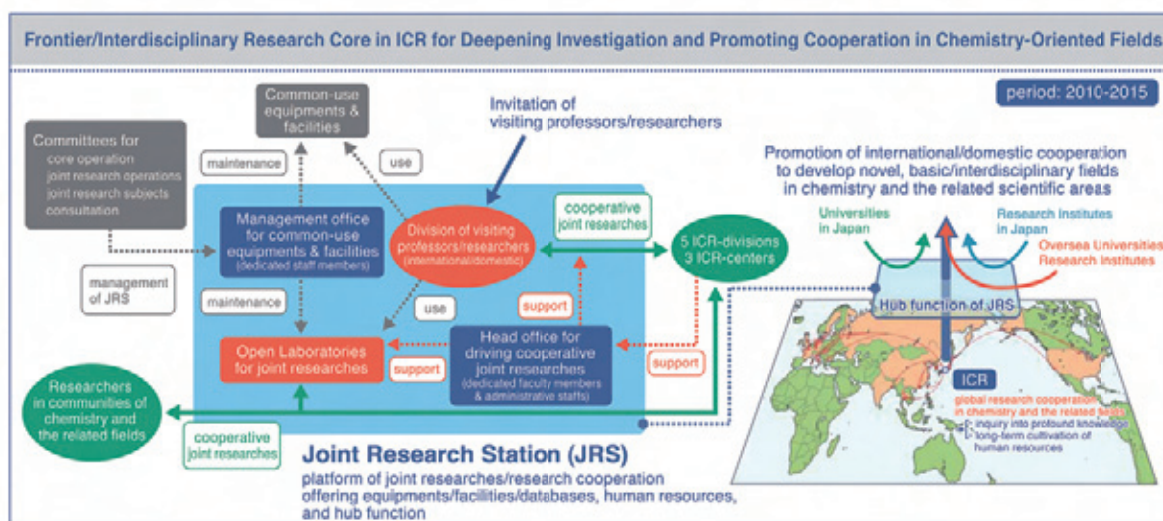 Frontier/Interdisciplinary Research Core in ICR for Deepening Investigation and Promoting Cooperation in Chemistry-Oriented Fields
period: 2010-2015
Common-use
equipments &
facilities
Invitation of
visiting professors/researchers
Committees for
core operation
joint research operations
joint research subjects
consultation
maintenance
use
Management office
for common-use
equipments & facilities
(dedicated staff members)
Division of visiting
professors/researchers
(international/domestic)
cooperative
joint researches
5 ICR-divisions
3 ICR-centers
management
of JRS
maintenance
use
support
support
support
Open Laboratories
for joint researches
Head office for
driving cooperative
joint researches
(dedicated faculty members
& administrative staffs)
Researchers
in communities of
chemistry and
the related fields
cooperative
joint researches
Joint Research Station (JRS)
platform of joint researches/research cooperation
offering equipments/facilities/databases, human resources,
and hub function
Promotion of international/domestic cooperation
to develop novel, basic/interdisciplinary fields
in chemistry and the related scientific areas
Universities
in Japan
Research Institutes
in Japan
Oversea Universities
Research Institutes
Hub function of JRS
ICR
global research cooperation
in chemistry and the related fields
inquiry into profound knowledge
long-term cultivation of
human resources